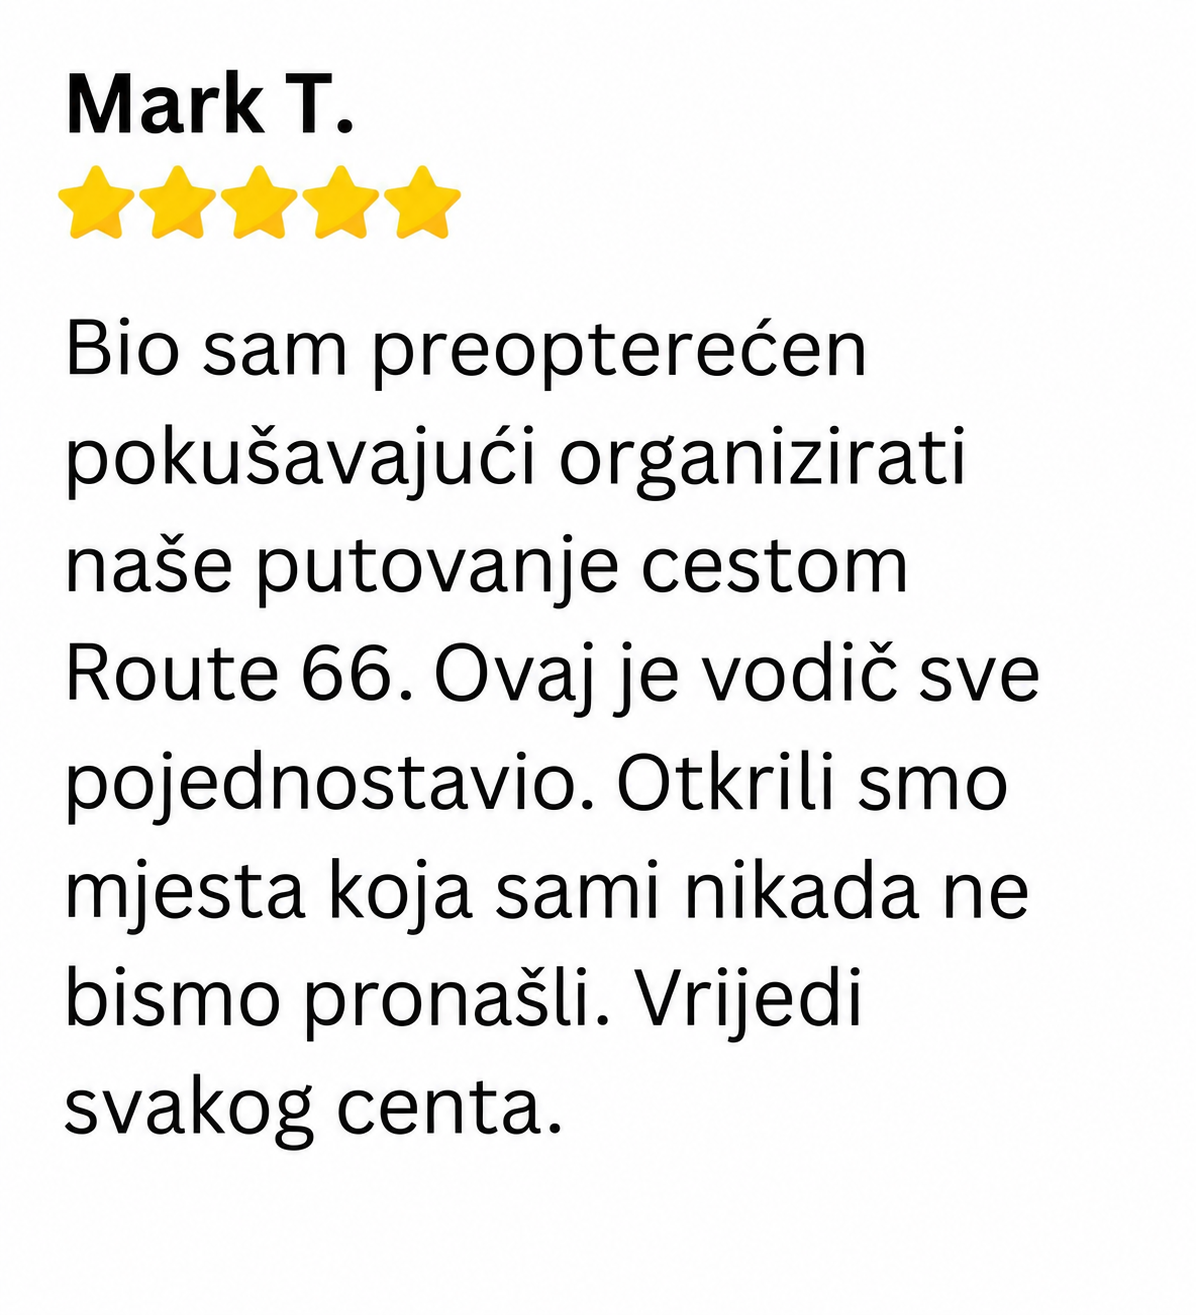 Mark T.
Bio sam preopterećen
pokušavajući organizirati
naše putovanje cestom
Route 66. Ovaj je vodič sve
pojednostavio. Otkrili smo
mjesta koja sami nikada ne
bismo pronašli. Vrijedi
svakog centa.